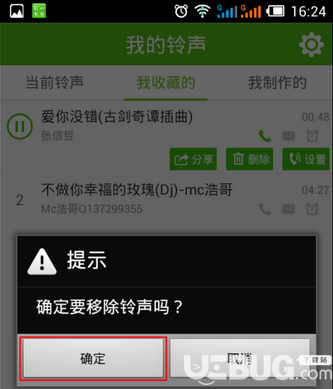 16:24
我的铃声
当前铃声 我收藏的 我制作的
爱你没错(古剑奇谭插曲) 00:48
张信哲
分享 删除 设置
2 不做你幸福的玫瑰(Dj)-mc浩哥 04:27
Mc浩哥Q137299355
提示
确定要移除铃声吗？
确定 取消
下载站
UEBUG.com